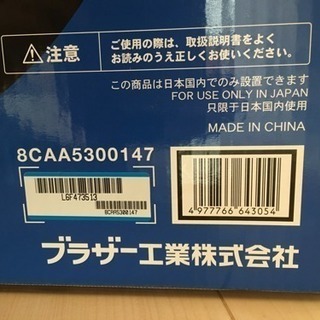 注意
ご使用の際は、取扱説明書をよく
お読みのうえ正しくお使いください。
この商品は日本国内でのみ設置できます
FOR USE ONLY IN JAPAN
只限于日本国内使用
MADE IN CHINA
8CAA5300147
L6F473513
8CAA5300147
4 977766 643054
ブラザー工業株式会社